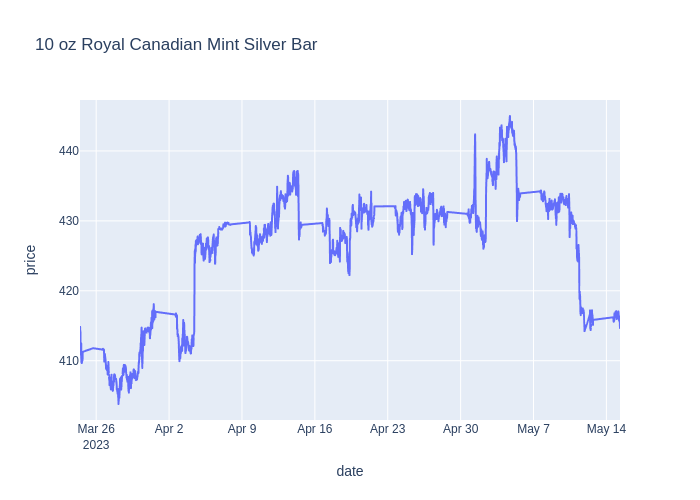 10 oz Royal Canadian Mint Silver Bar
440
430
420
410
price
Mar 26
2023
Apr 2
Apr 9
Apr 16
Apr 23
Apr 30
May 7
May 14
date